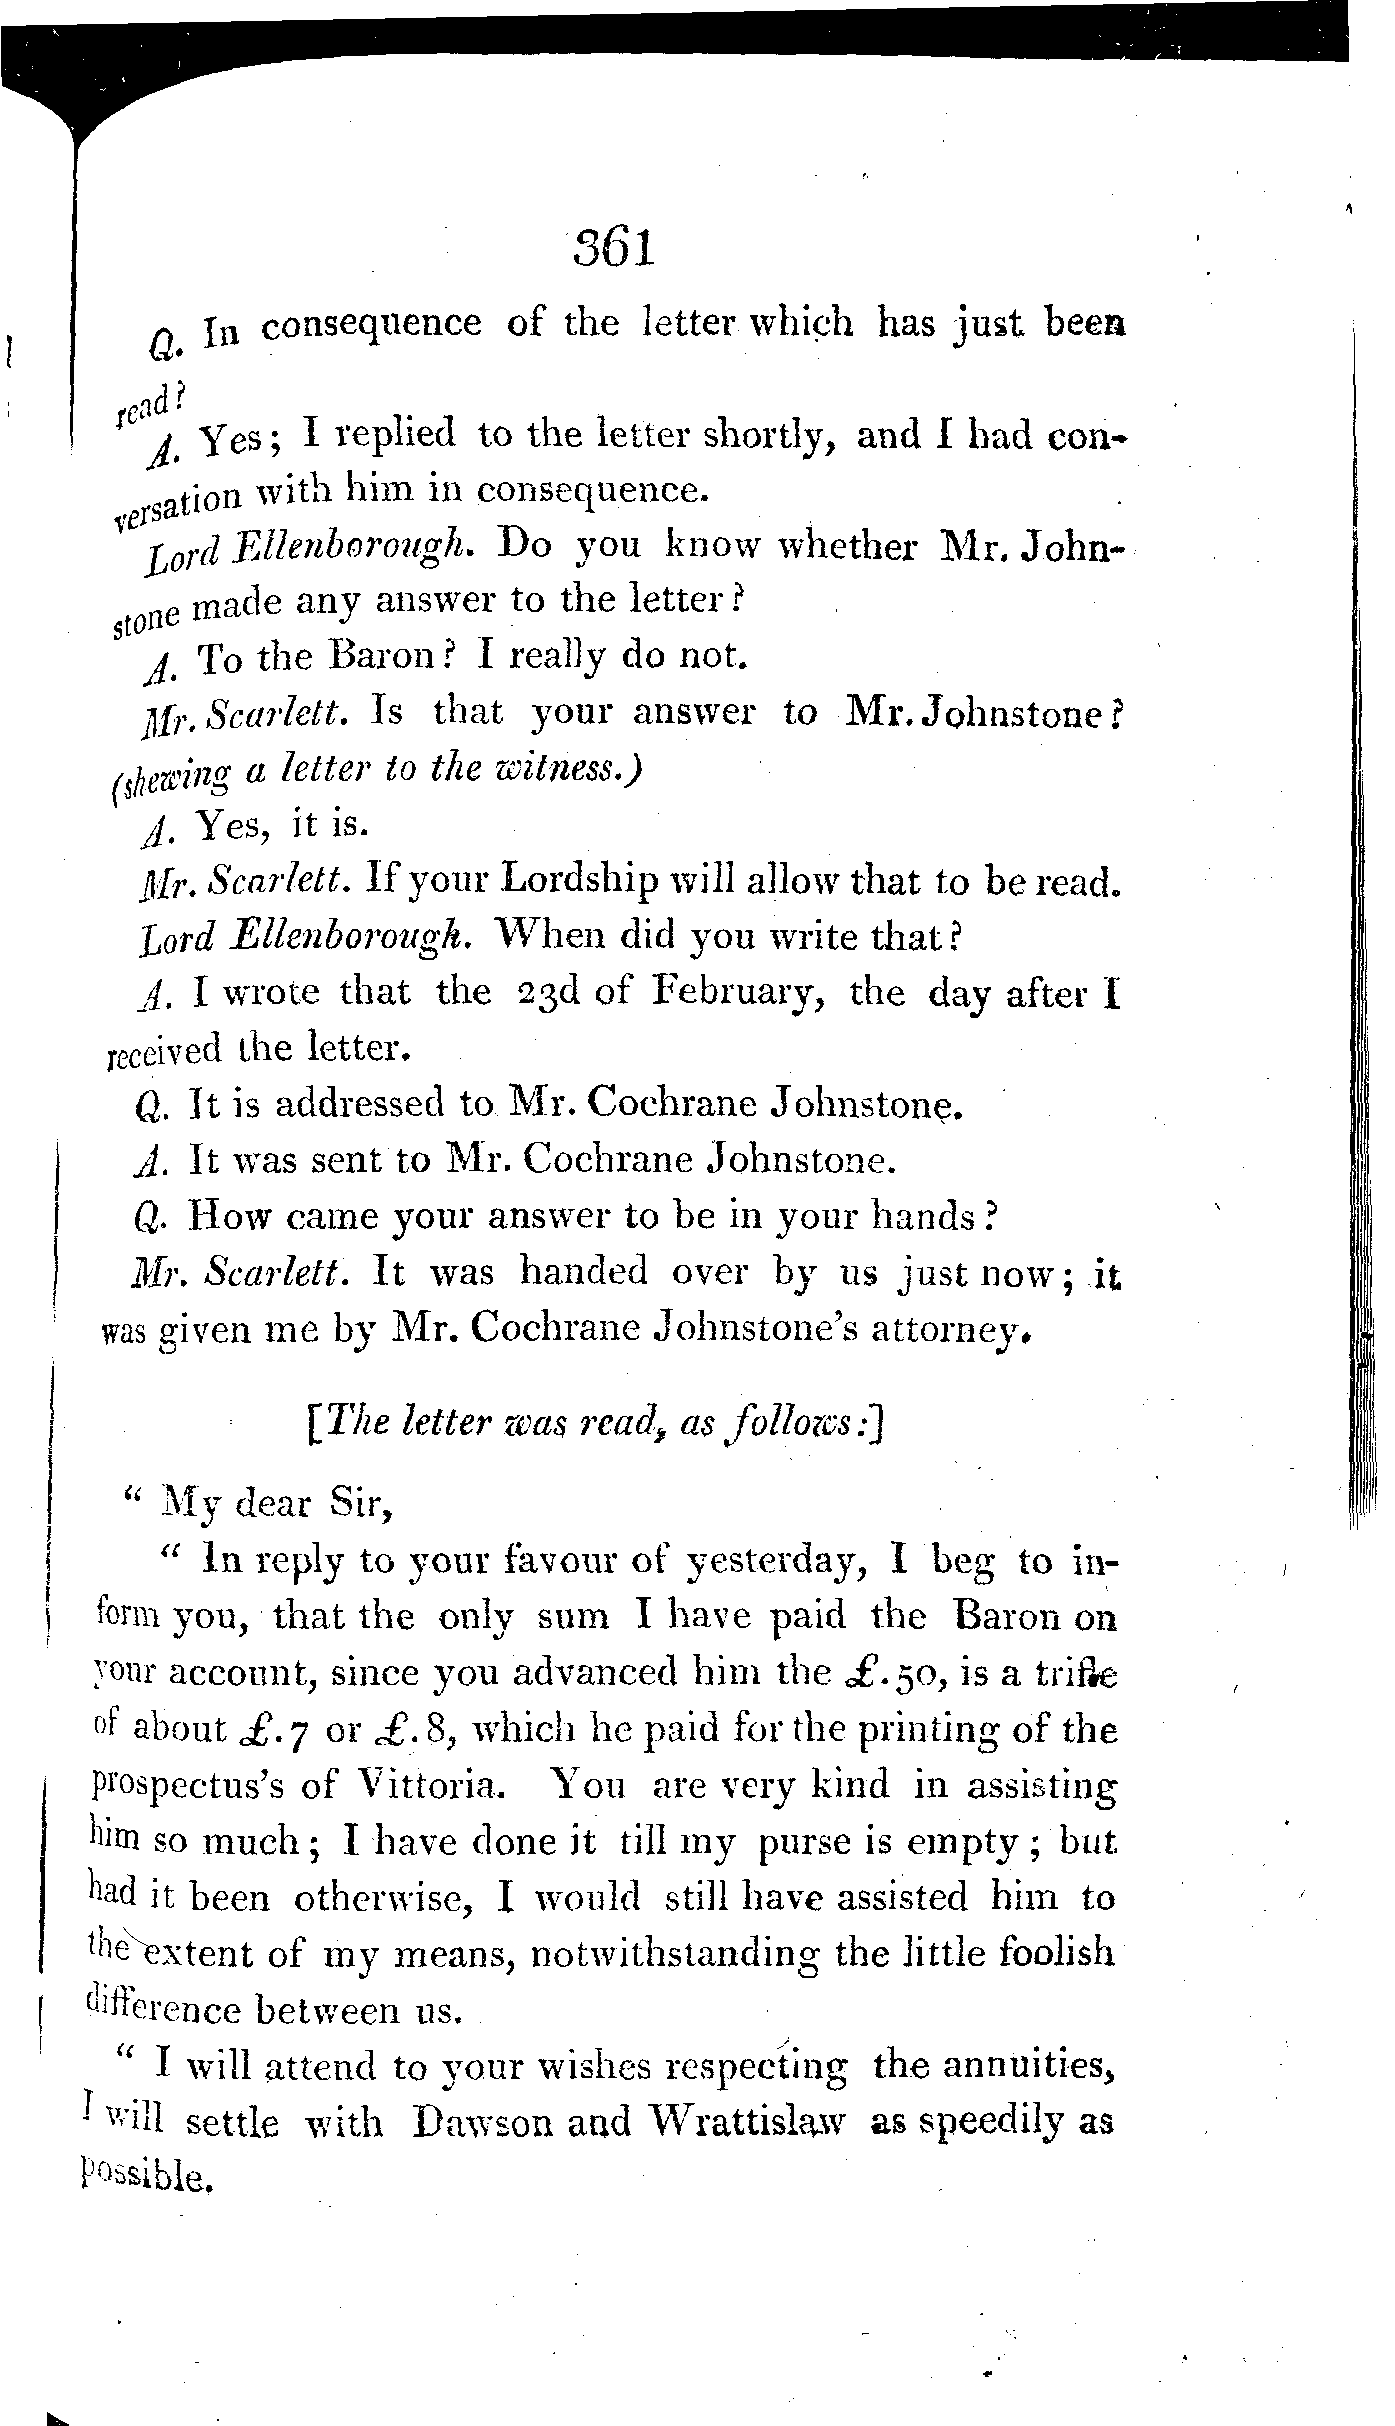 361
Q. In consequence of the letter which has just been
read?
A. Yes; I replied to the letter shortly, and I had con-
versation with him in consequence.
Lord Ellenborough. Do you know whether Mr. John-
stone made any answer to the letter?
A. To the Baron? I really do not.
Mr. Scarlett. Is that your answer to Mr. Johnstone?
(shewing a letter to the witness.)
A. Yes, it is.
Mr. Scarlett. If your Lordship will allow that to be read.
Lord Ellenborough. When did you write that?
A. I wrote that the 23d of February, the day after I
received the letter.
Q. It is addressed to Mr. Cochrane Johnstone.
A. It was sent to Mr. Cochrane Johnstone.
Q. How came your answer to be in your hands?
Mr. Scarlett. It was handed over by us just now; it
was given me by Mr. Cochrane Johnstone's attorney.
[The letter was read, as follows:]
" My dear Sir,
" In reply to your favour of yesterday, I beg to in-
form you, that the only sum I have paid the Baron on
your account, since you advanced him the £.50, is a trifle
of about £.7 or £.8, which he paid for the printing of the
prospectus's of Vittoria. You are very kind in assisting
him so much; I have done it till my purse is empty; but
had it been otherwise, I would still have assisted him to
the extent of my means, notwithstanding the little foolish
difference between us.
" I will attend to your wishes respecting the annuities,
I will settle with Dawson and Wrattislaw as speedily as
possible.